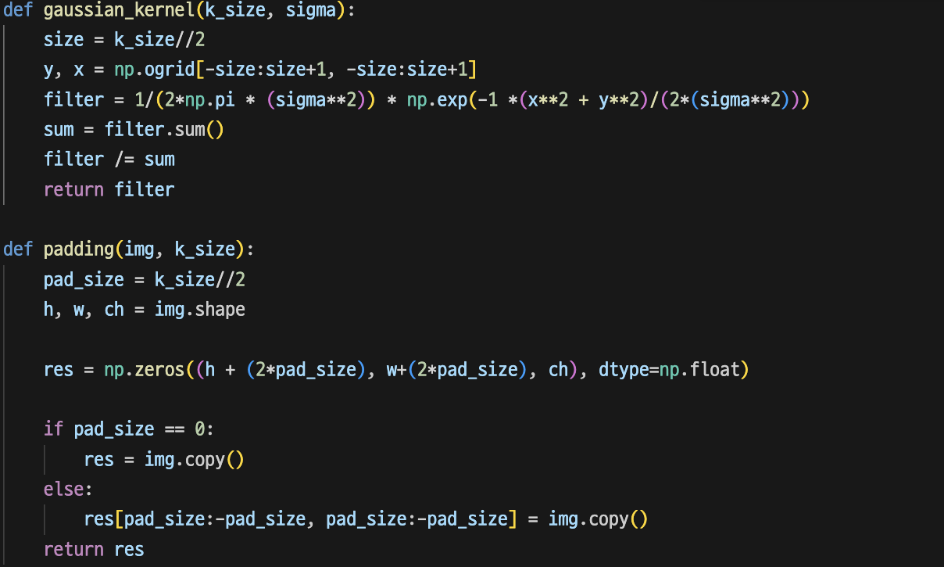 def gaussian_kernel(k_size, sigma):
    size = k_size//2
    y, x = np.ogrid[-size:size+1, -size:size+1]
    filter = 1/(2*np.pi * (sigma**2)) * np.exp(-1 *(x**2 + y**2)/(2*(sigma**2)))
    sum = filter.sum()
    filter /= sum
    return filter

def padding(img, k_size):
    pad_size = k_size//2
    h, w, ch = img.shape

    res = np.zeros((h + (2*pad_size), w+(2*pad_size), ch), dtype=np.float)

    if pad_size == 0:
        res = img.copy()
    else:
        res[pad_size:-pad_size, pad_size:-pad_size] = img.copy()
    return res